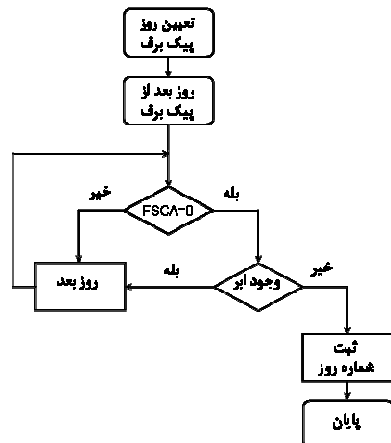 تعیین روز
پیک برف
روز بعد از
پیک برف
خیر
بله
FSCA=0
روز بعد
بله
وجود ابر
خیر
ثبت
شماره روز
پایان